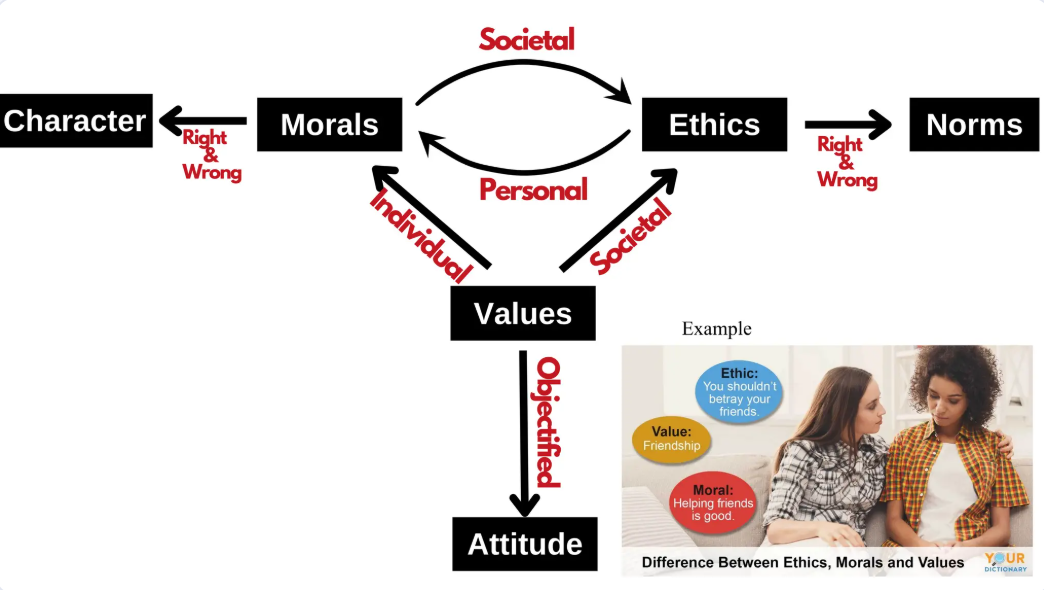 Societal
Character
Morals
Ethics
Norms
Right
&
Wrong
Right
&
Wrong
Personal
Individual
Societal
Values
Objectified
Attitude
Example
Ethic:
You shouldn't
betray your
friends.
Value:
Friendship
Moral:
Helping friends
is good.
Difference Between Ethics, Morals and Values
YOUR
DICTIONARY